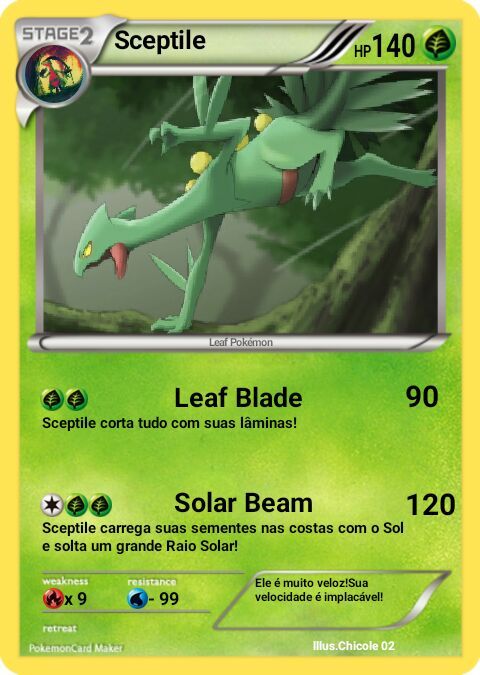 STAGE2
Sceptile
HP140
Leaf Pokémon
Leaf Blade 90
Sceptile corta tudo com suas lâminas!
Solar Beam 120
Sceptile carrega suas sementes nas costas com o Sol
e solta um grande Raio Solar!
weakness resistance
x 9 - 99
Ele é muito veloz!Sua
velocidade é implacável!
retreat
PokemonCard Maker Illus.Chicole 02